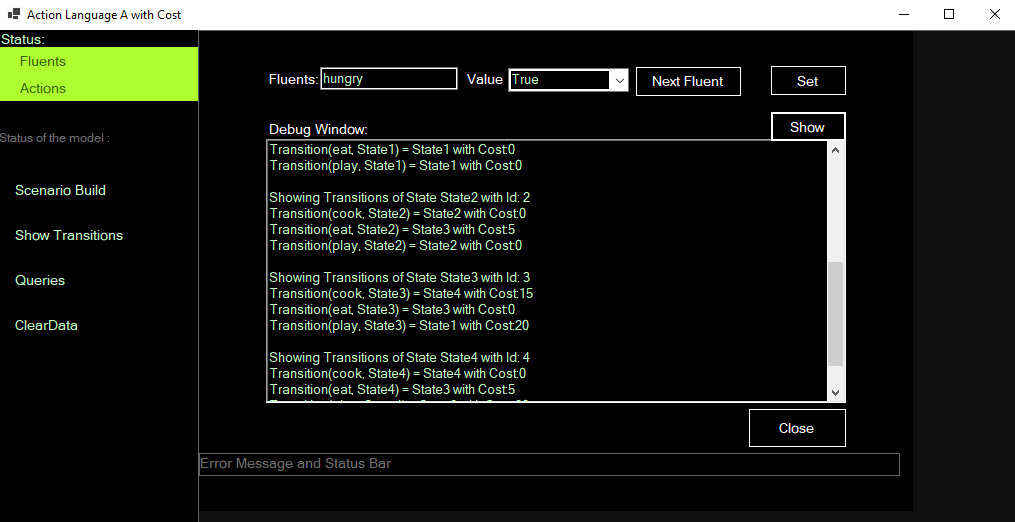 Action Language A with Cost
Status:
Fluents
Actions
Status of the model :
Scenario Build
Show Transitions
Queries
ClearData
Fluents: hungry Value True Next Fluent Set
Debug Window: Show
Transition(eat, State1) = State1 with Cost:0
Transition(play, State1) = State1 with Cost:0
Showing Transitions of State State2 with Id: 2
Transition(cook, State2) = State2 with Cost:0
Transition(eat, State2) = State3 with Cost:5
Transition(play, State2) = State2 with Cost:0
Showing Transitions of State State3 with Id: 3
Transition(cook, State3) = State4 with Cost:15
Transition(eat, State3) = State3 with Cost:0
Transition(play, State3) = State1 with Cost:20
Showing Transitions of State State4 with Id: 4
Transition(cook, State4) = State4 with Cost:0
Transition(eat, State4) = State3 with Cost:5
Close
Error Message and Status Bar